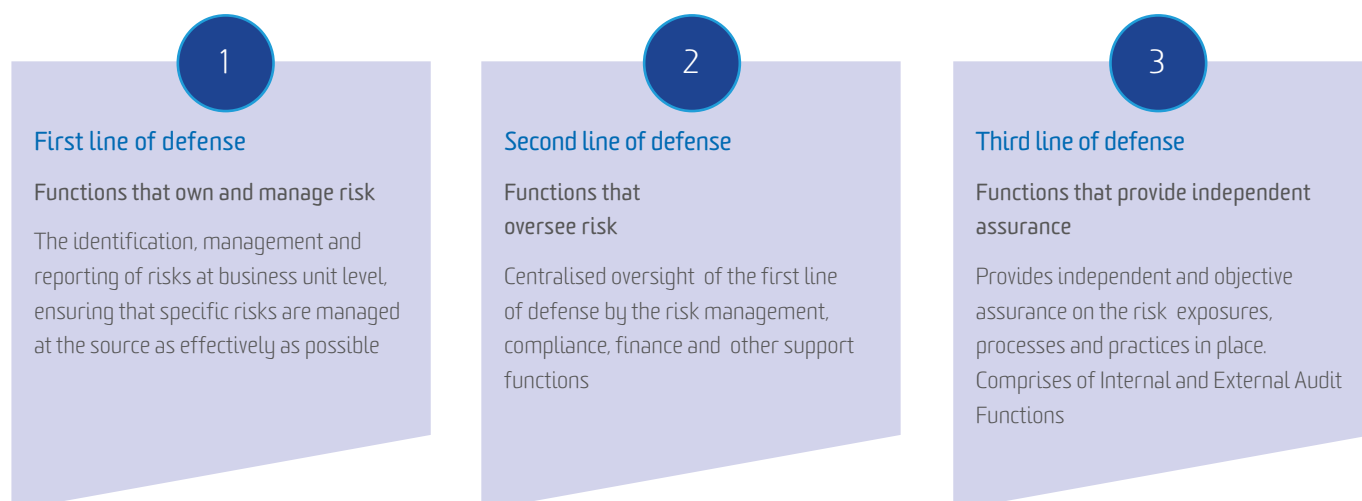 1
First line of defense
Functions that own and manage risk
The identification, management and
reporting of risks at business unit level,
ensuring that specific risks are managed
at the source as effectively as possible
2
Second line of defense
Functions that
oversee risk
Centralised oversight of the first line
of defense by the risk management,
compliance, finance and other support
functions
3
Third line of defense
Functions that provide independent
assurance
Provides independent and objective
assurance on the risk exposures,
processes and practices in place.
Comprises of Internal and External Audit
Functions